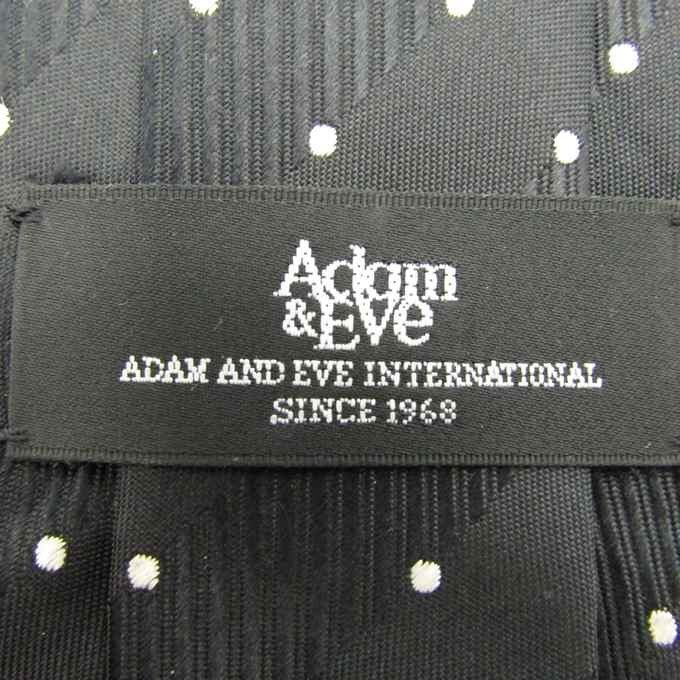 Adam
& Eve
ADAM AND EVE INTERNATIONAL
SINCE 1968